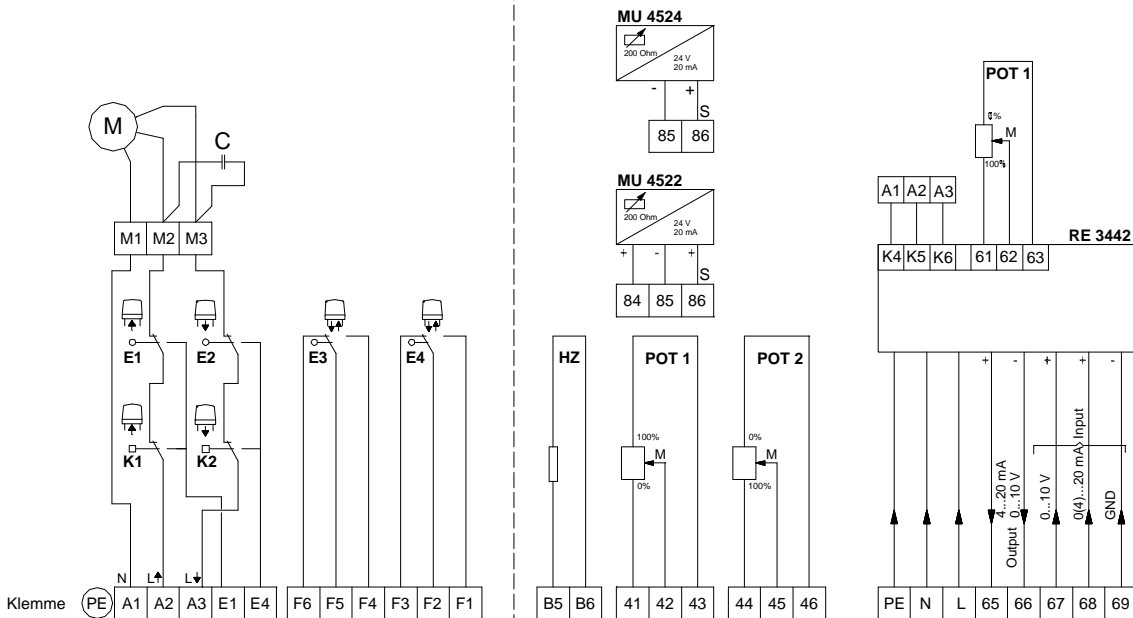 MU 4524
200 Ohm
24 V
20 mA
- +
S
85 86
M
C
M1 M2 M3
MU 4522
200 Ohm
24 V
20 mA
+ - +
S
84 85 86
POT 1
0%
M
100%
A1 A2 A3
RE 3442
K4 K5 K6 61 62 63
E1 E2
E3
E4
K1 K2
HZ
POT 1
100%
M
0%
POT 2
0%
M
100%
+ - + + -
4...20 mA
0...10 V
Output
0...10 V
0(4)...20 mA> Input
GND
N L L
Klemme PE A1 A2 A3 E1 E4 F6 F5 F4 F3 F2 F1 B5 B6 41 42 43 44 45 46 PE N L 65 66 67 68 69